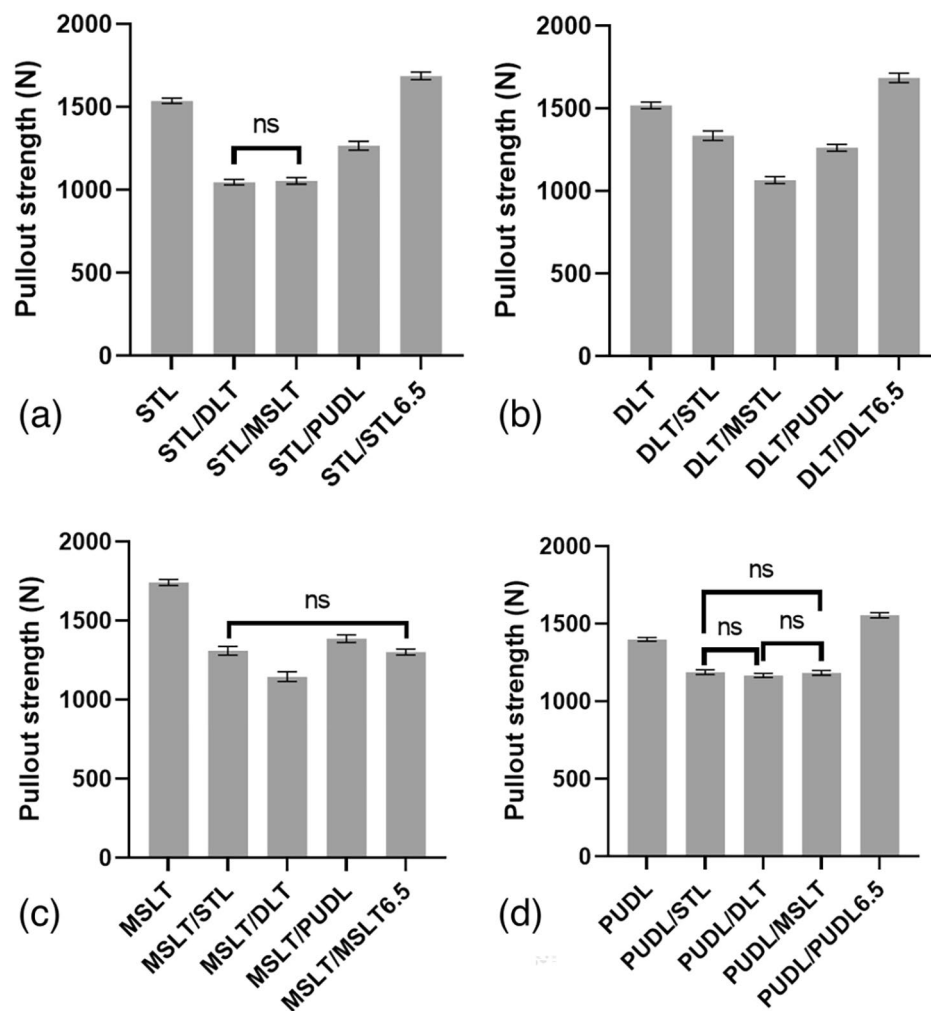 Pullout strength (N)
2000
1500
1000
500
0
ns
STL
STL/DLT
STL/MSLT
STL/PUDL
STL/STL6.5
(a)
Pullout strength (N)
2000
1500
1000
500
0
DLT
DLT/STL
DLT/MSTL
DLT/PUDL
DLT/DLT6.5
(b)
Pullout strength (N)
2000
1500
1000
500
0
ns
MSLT
MSLT/STL
MSLT/DLT
MSLT/PUDL
MSLT/MSLT6.5
(c)
Pullout strength (N)
2000
1500
1000
500
0
ns
ns
ns
PUDL
PUDL/STL
PUDL/DLT
PUDL/MSLT
PUDL/PUDL6.5
(d)